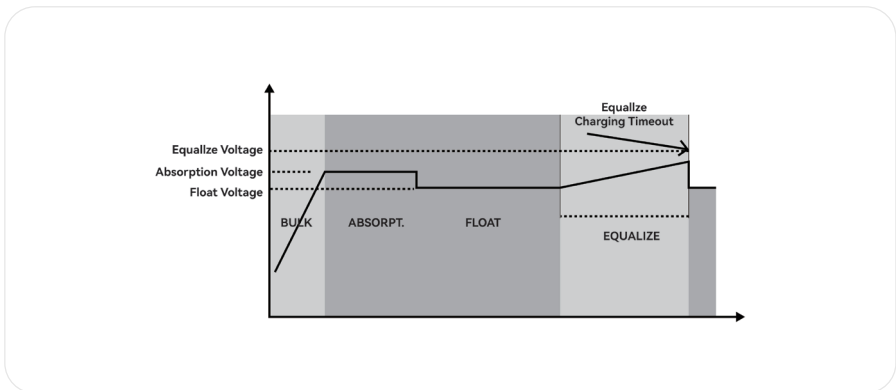 Equallze
Charging Timeout
Equallze Voltage
Absorption Voltage
Float Voltage
BULK
ABSORPT.
FLOAT
EQUALIZE